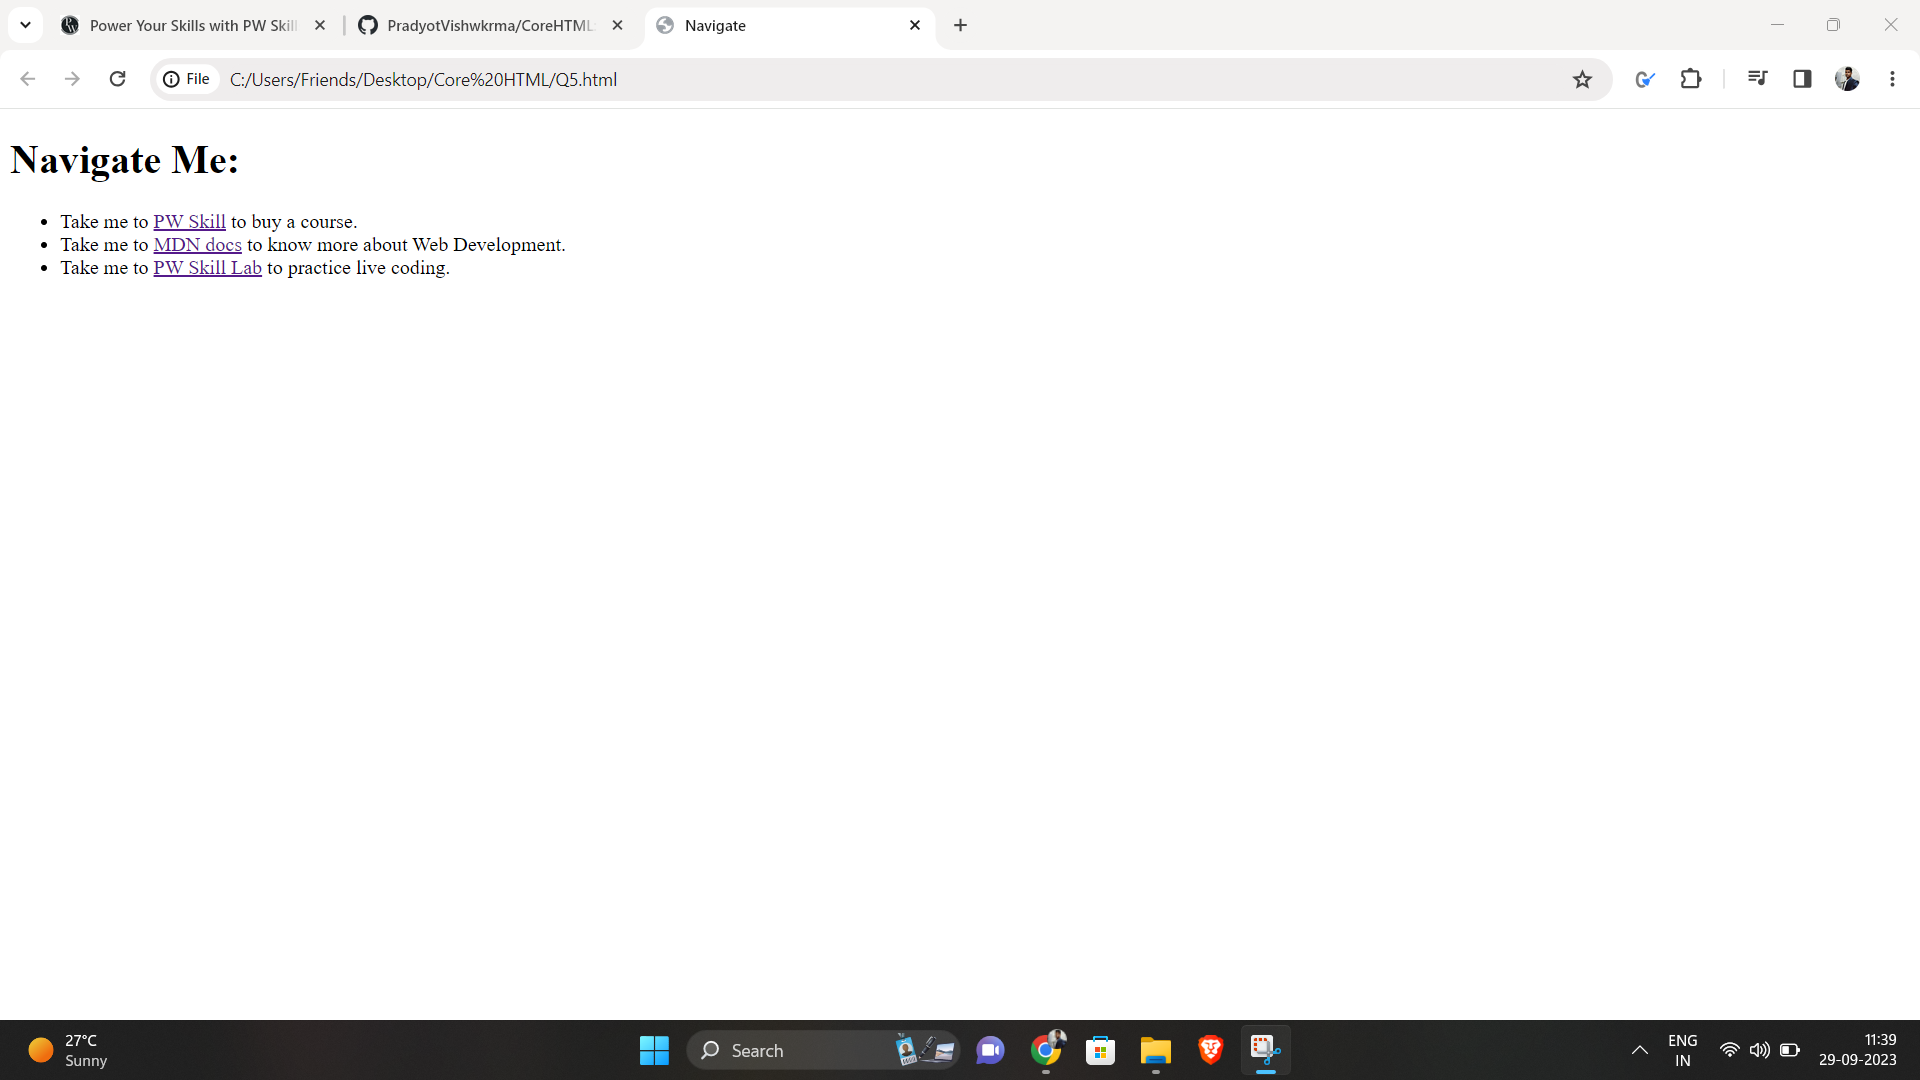 Power Your Skills with PW Skill
PradyotVishwkrma/CoreHTML
Navigate
File
C:/Users/Friends/Desktop/Core%20HTML/Q5.html
Navigate Me:
Take me to PW Skill to buy a course.
Take me to MDN docs to know more about Web Development.
Take me to PW Skill Lab to practice live coding.
27°C
Sunny
Search
ENG
IN
11:39
29-09-2023